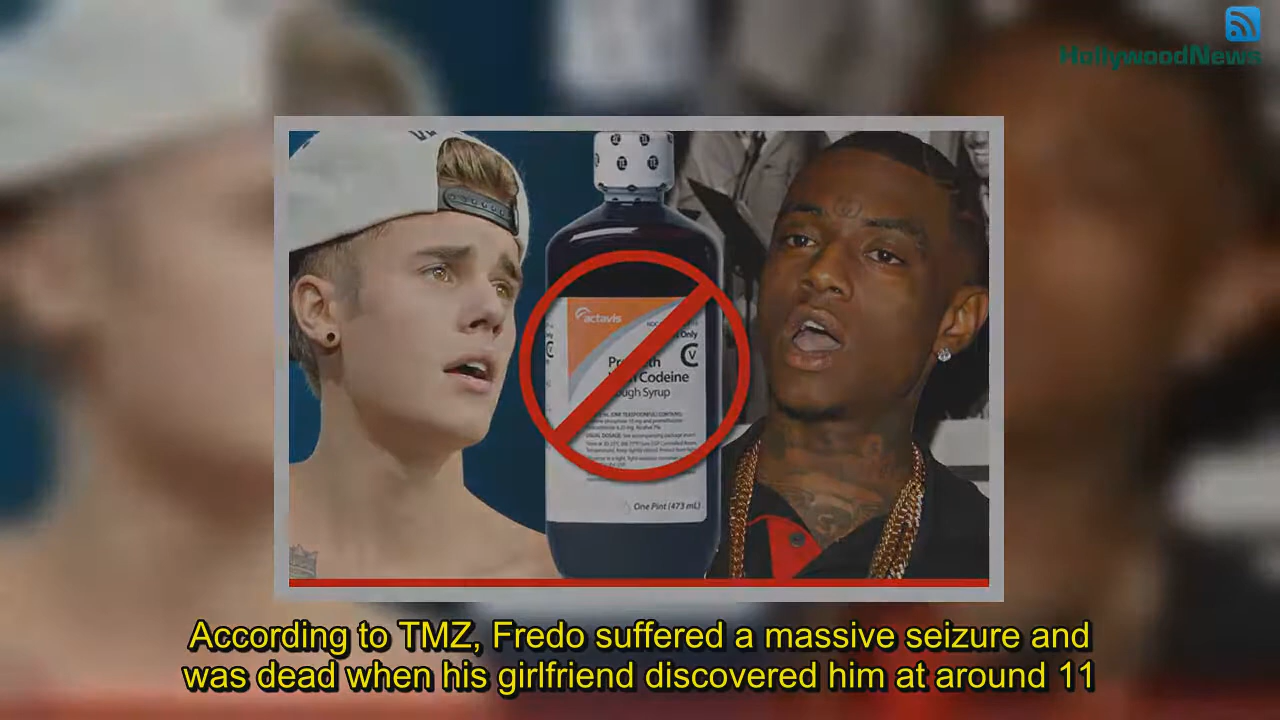 HollywoodNews
actavis
Only
Codeine
Cough Syrup
One Pint (473 mL)
According to TMZ, Fredo suffered a massive seizure and
was dead when his girlfriend discovered him at around 11